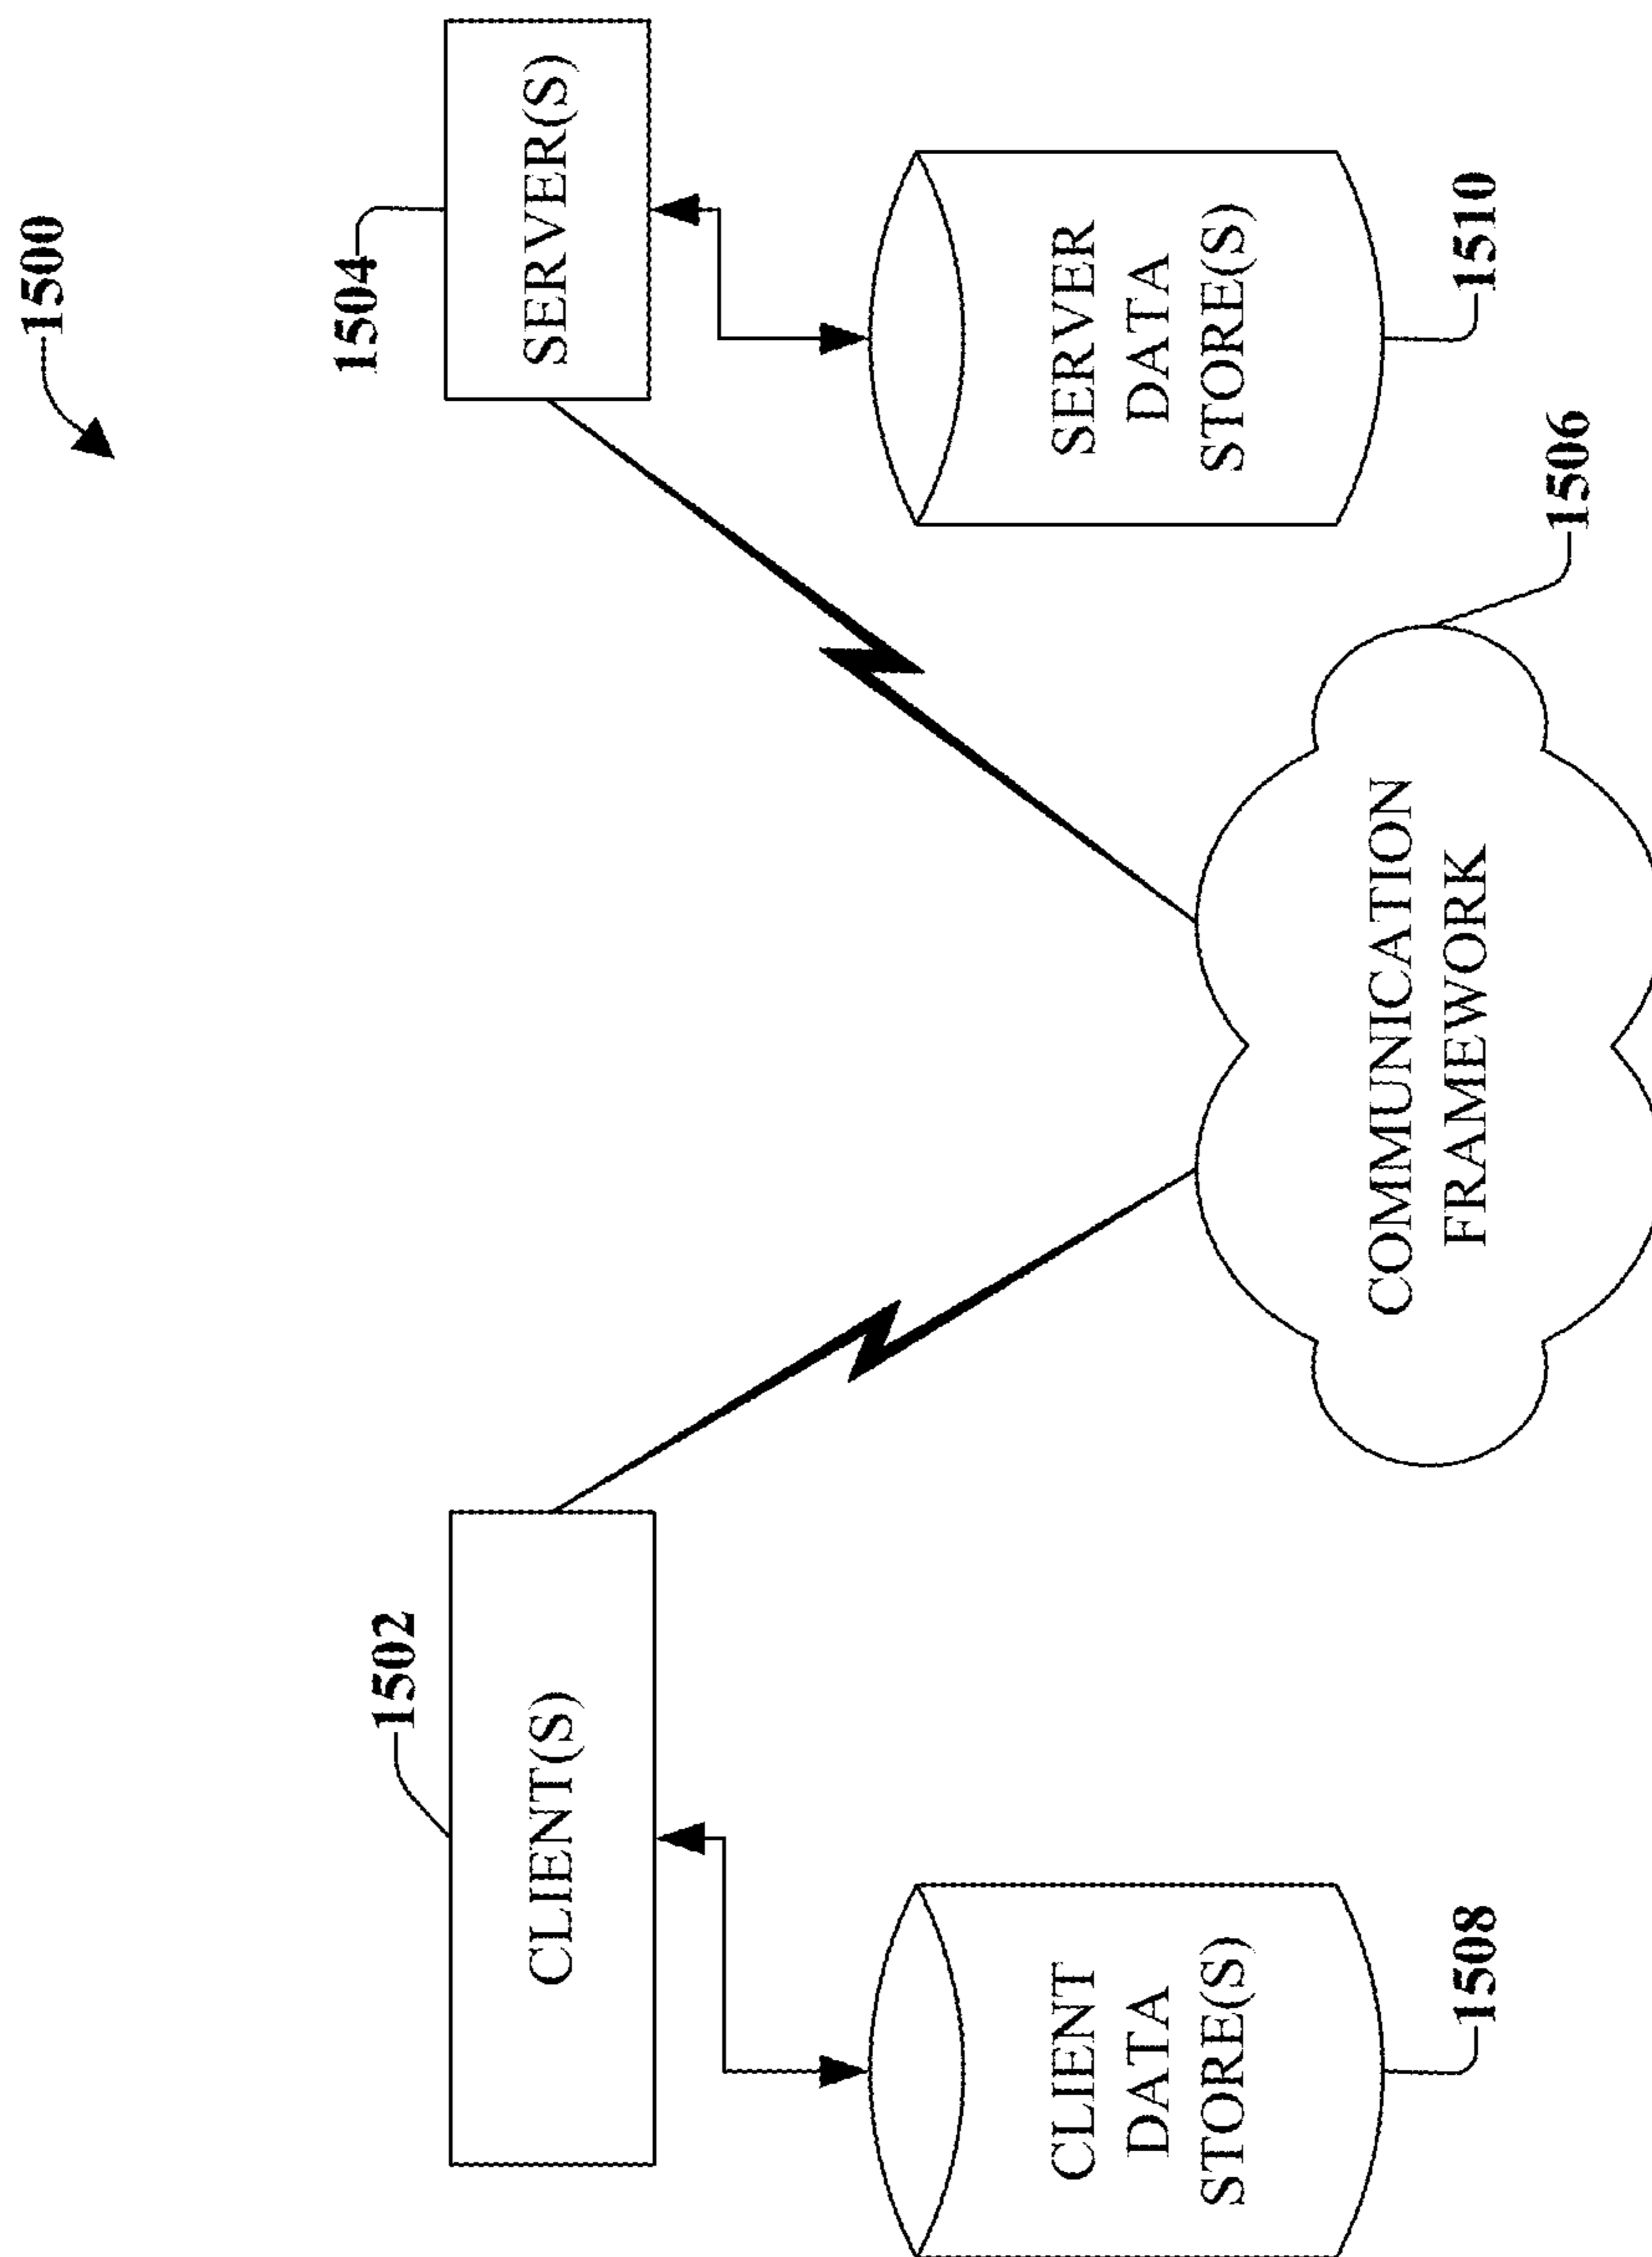 1500
1502
1504
CLIENT(S)
SERVER(S)
CLIENT
DATA
STORE(S)
SERVER
DATA
STORE(S)
COMMUNICATION
FRAMEWORK
1508
1510
1506